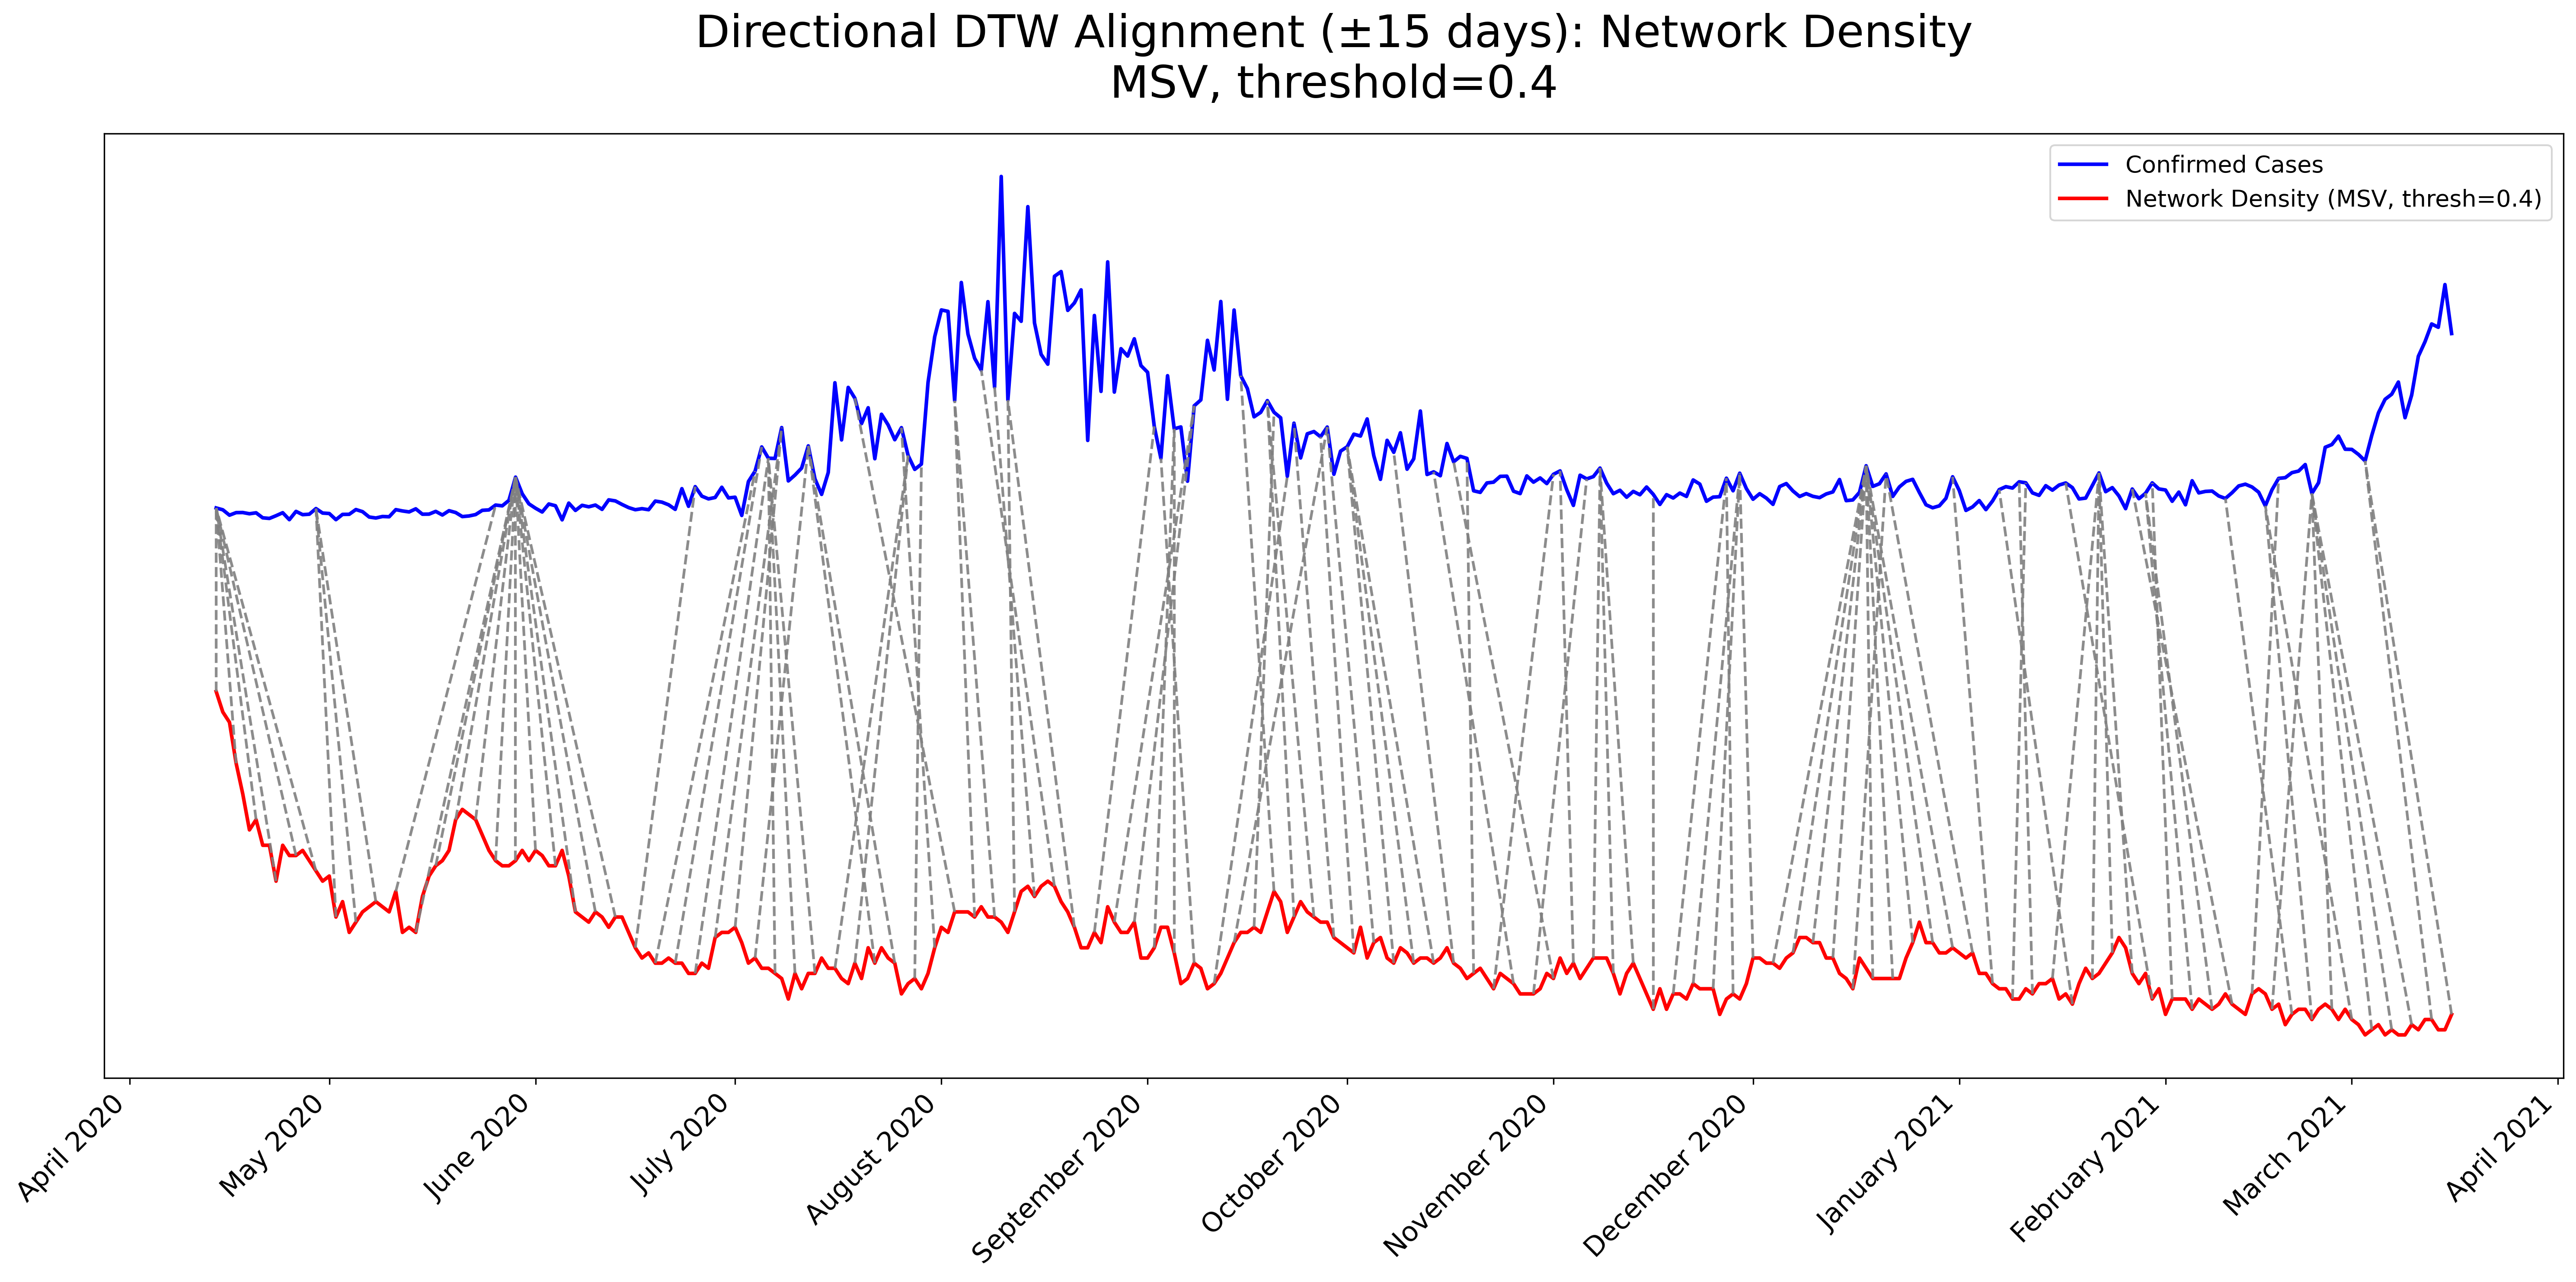 Directional DTW Alignment (±15 days): Network Density
MSV, threshold=0.4
Confirmed Cases
Network Density (MSV, thresh=0.4)
April 2020
May 2020
June 2020
July 2020
August 2020
September 2020
October 2020
November 2020
December 2020
January 2021
February 2021
March 2021
April 2021